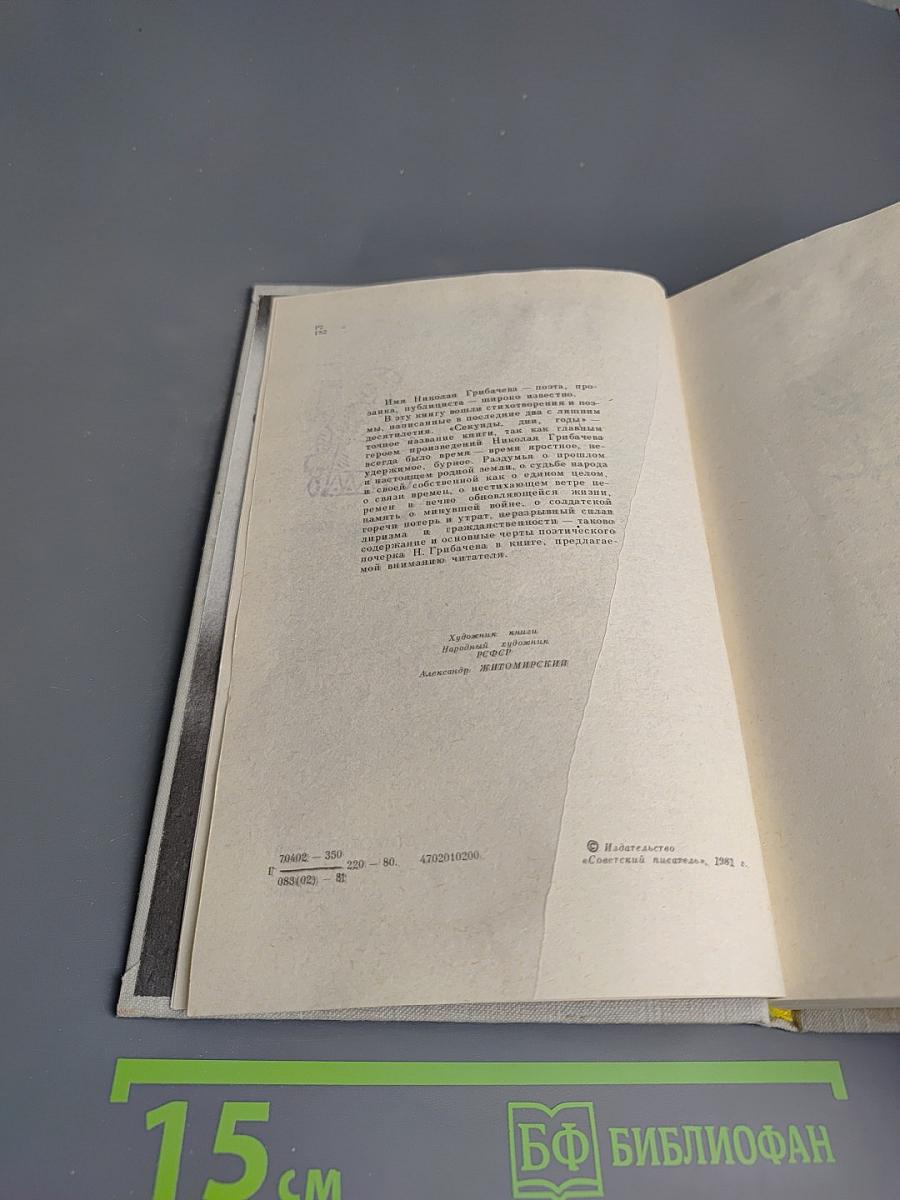 Р2
Г82
Имя Николая Грибачева — поэта, про-
заика, публициста — широко известно.
В эту книгу вошли стихотворения и поэ-
мы, написанные в последние два с лишним
десятилетия. «Секунды, дни, годы» —
точное название книги, так как главным
героем произведений Николая Грибачева
всегда было время — время яростное, не-
удержимое, бурное. Раздумья о прошлом
и настоящем родной земли, о судьбе народа
и своей собственной как о едином целом,
о связи времен, о нестихающем ветре пе-
ремен и вечно обновляющейся жизни,
память о минувшей войне, о солдатской
горечи потерь и утрат, неразрывный сплав
лиризма и гражданственности — таково
содержание и основные черты поэтического
почерка Н. Грибачева в книге, предлагае-
мой вниманию читателя.
Художник книги
Народный художник
РСФСР
Александр ЖИТОМИРСКИЙ
Г 70402 — 350
083(02) — 81 220 — 80. 4702010200
© Издательство
«Советский писатель», 1981 г.
15 см
БФ БИБЛИОФАН